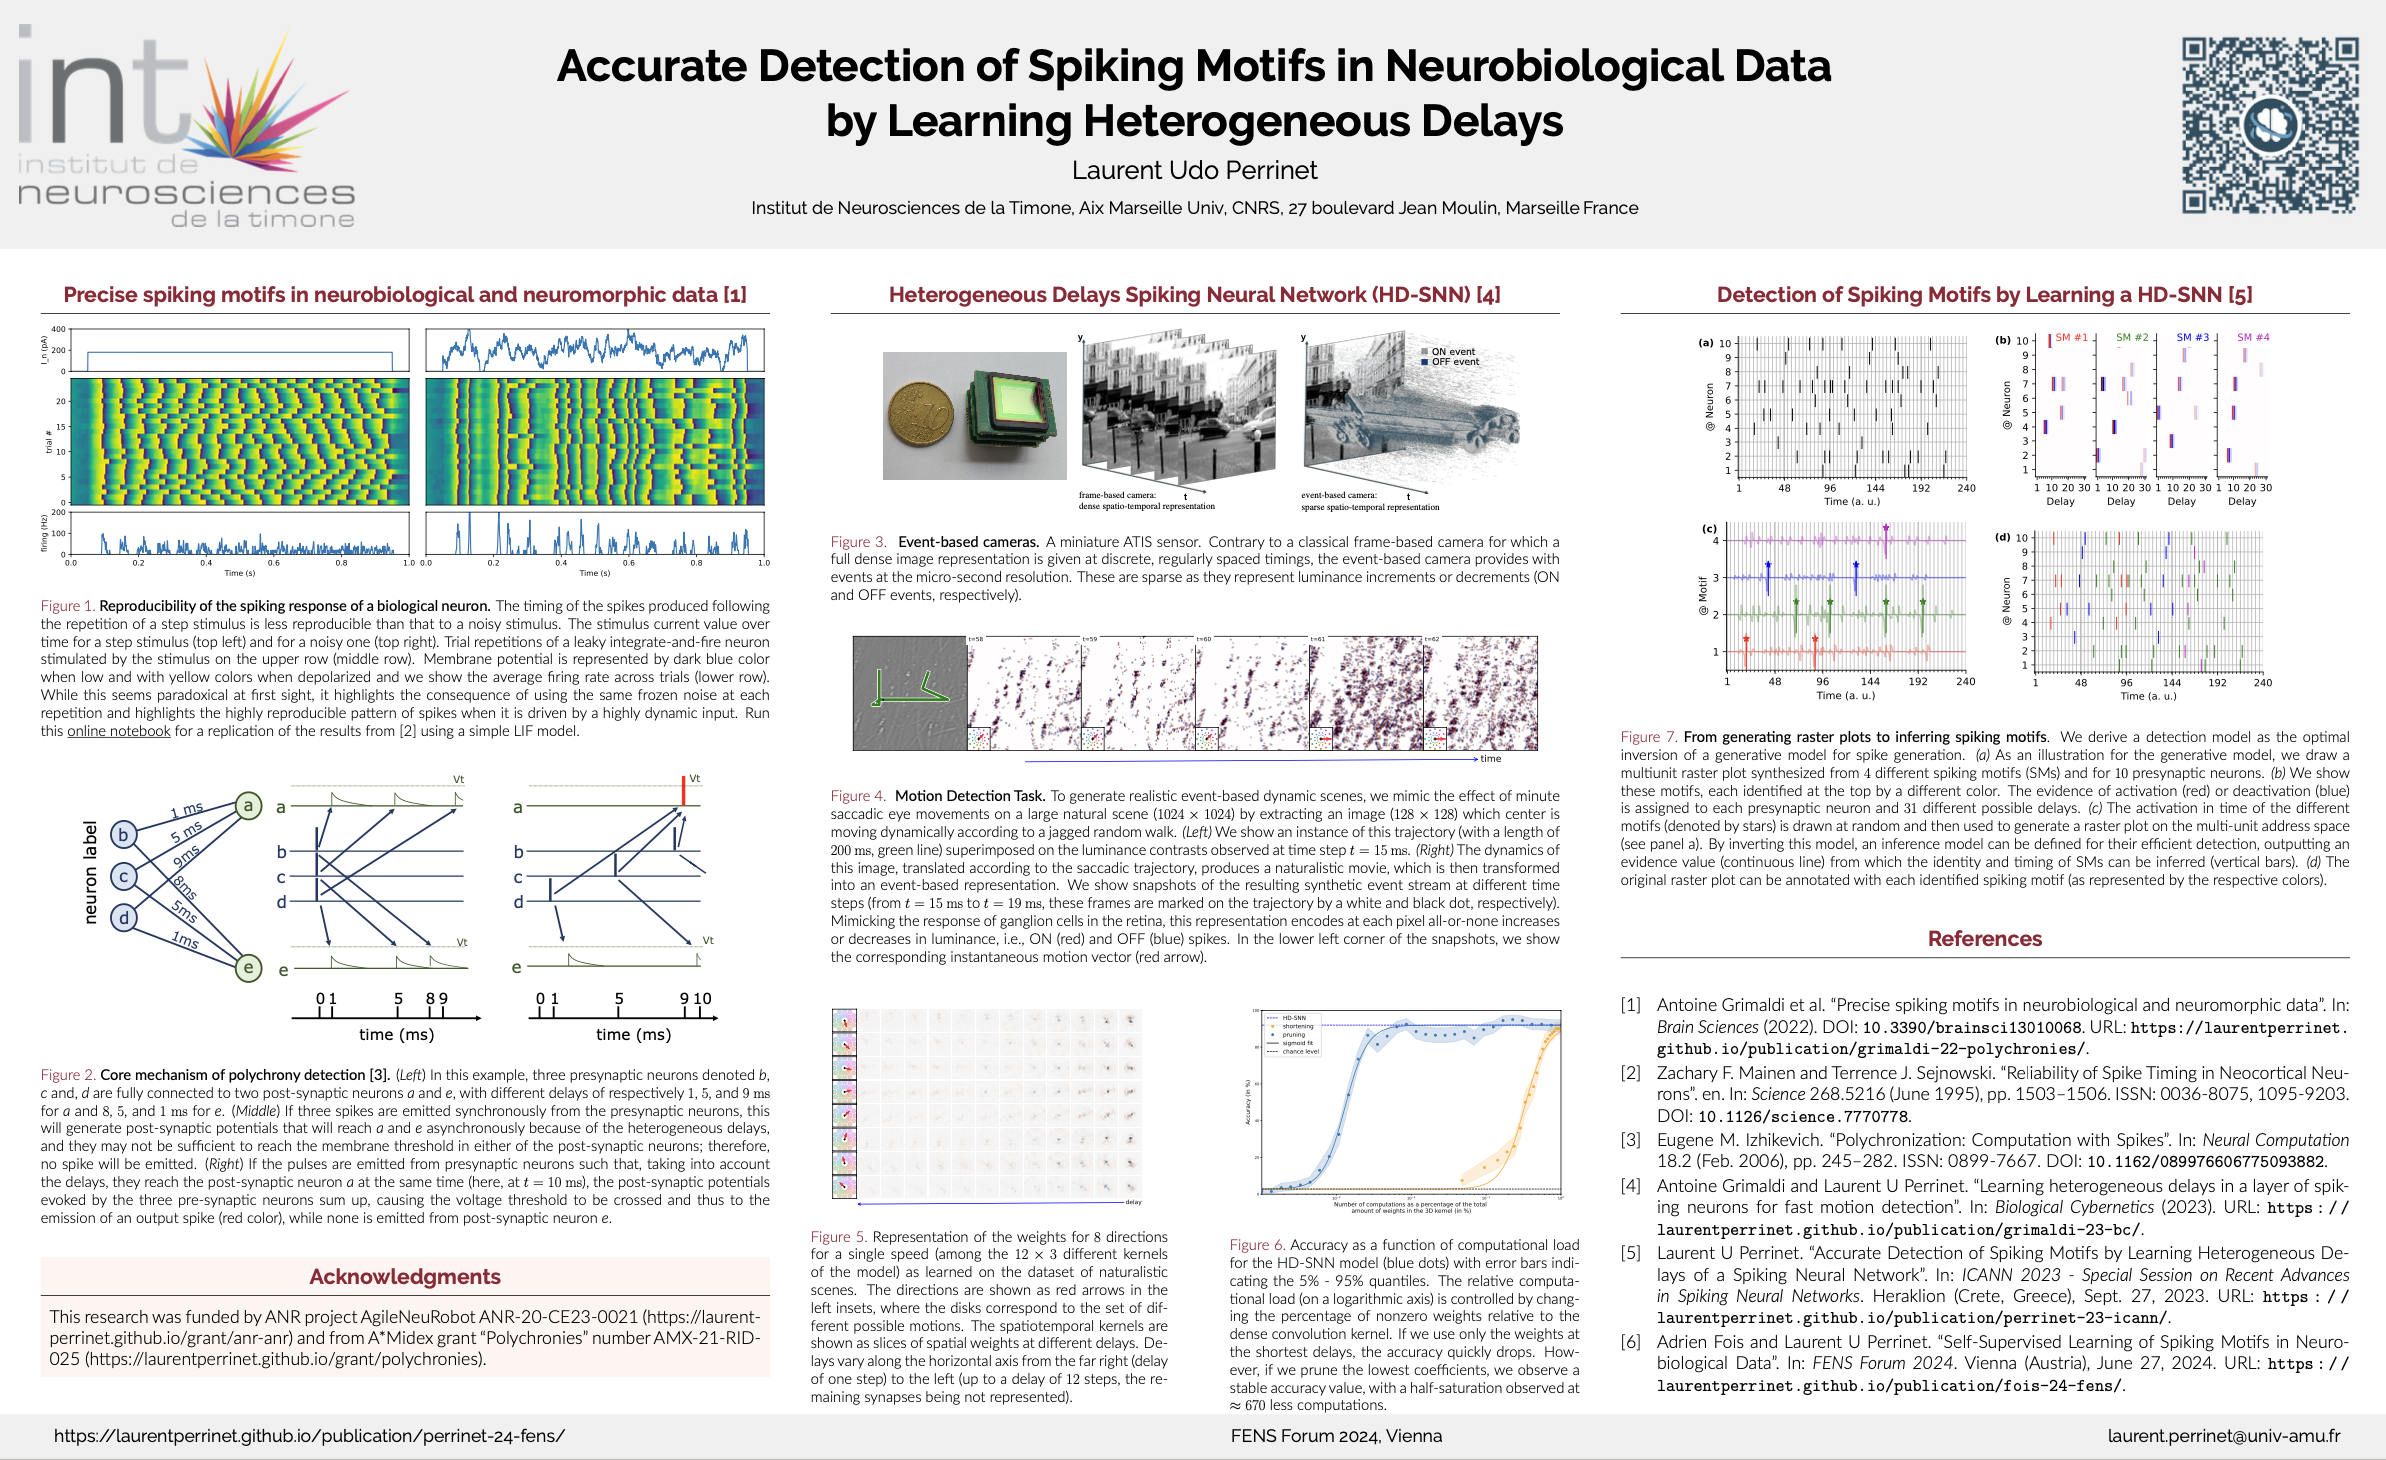 int
institut de
neurosciences
de la timone
Accurate Detection of Spiking Motifs in Neurobiological Data
by Learning Heterogeneous Delays
Laurent Udo Perrinet
Institut de Neurosciences de la Timone, Aix Marseille Univ, CNRS, 27 boulevard Jean Moulin, Marseille France
Precise spiking motifs in neurobiological and neuromorphic data [1]
400
200
0
I_n (pA)
20
15
10
5
0
trial #
200
100
0
firing (Hz)
0.0 0.2 0.4 0.6 0.8 1.0 0.0 0.2 0.4 0.6 0.8 1.0
Time (s) Time (s)
Figure 1. Reproducibility of the spiking response of a biological neuron. The timing of the spikes produced following
the repetition of a step stimulus is less reproducible than that to a noisy stimulus. The stimulus current value over
time for a step stimulus (top left) and for a noisy one (top right). Trial repetitions of a leaky integrate-and-fire neuron
stimulated by the stimulus on the upper row (middle row). Membrane potential is represented by dark blue color
when low and with yellow colors when depolarized and we show the average firing rate across trials (lower row).
While this seems paradoxical at first sight, it highlights the consequence of using the same frozen noise at each
repetition and highlights the highly reproducible pattern of spikes when it is driven by a highly dynamic input. Run
this online notebook for a replication of the results from [2] using a simple LIF model.
neuron label
b
c
d
a
e
1 ms
5 ms
9ms
8ms
5ms
1ms
Vt
a
b
c
d
Vt
e
0 1 5 8 9
time (ms)
Vt
a
b
c
d
Vt
e
0 1 5 9 10
time (ms)
Figure 2. Core mechanism of polychrony detection [3]. (Left) In this example, three presynaptic neurons denoted b,
c and, d are fully connected to two post-synaptic neurons a and e, with different delays of respectively 1, 5, and 9 ms
for a and 8, 5, and 1 ms for e. (Middle) If three spikes are emitted synchronously from the presynaptic neurons, this
will generate post-synaptic potentials that will reach a and e asynchronously because of the heterogeneous delays,
and they may not be sufficient to reach the membrane threshold in either of the post-synaptic neurons; therefore,
no spike will be emitted. (Right) If the pulses are emitted from presynaptic neurons such that, taking into account
the delays, they reach the post-synaptic neuron a at the same time (here, at t = 10 ms), the post-synaptic potentials
evoked by the three pre-synaptic neurons sum up, causing the voltage threshold to be crossed and thus to the
emission of an output spike (red color), while none is emitted from post-synaptic neuron e.
Acknowledgments
This research was funded by ANR project AgileNeuRobot ANR-20-CE23-0021 (https://laurent-
perrinet.github.io/grant/anr-anr) and from A*Midex grant “Polychronies” number AMX-21-RID-
025 (https://laurentperrinet.github.io/grant/polychronies).
Heterogeneous Delays Spiking Neural Network (HD-SNN) [4]
y
frame-based camera: t
dense spatio-temporal representation
y
ON event
OFF event
event-based camera: t
sparse spatio-temporal representation
Figure 3. Event-based cameras. A miniature ATIS sensor. Contrary to a classical frame-based camera for which a
full dense image representation is given at discrete, regularly spaced timings, the event-based camera provides with
events at the micro-second resolution. These are sparse as they represent luminance increments or decrements (ON
and OFF events, respectively).
t=58 t=59 t=60 t=61 t=62
time
Figure 4. Motion Detection Task. To generate realistic event-based dynamic scenes, we mimic the effect of minute
saccadic eye movements on a large natural scene (1024 × 1024) by extracting an image (128 × 128) which center is
moving dynamically according to a jagged random walk. (Left) We show an instance of this trajectory (with a length of
200 ms, green line) superimposed on the luminance contrasts observed at time step t = 15 ms. (Right) The dynamics of
this image, translated according to the saccadic trajectory, produces a naturalistic movie, which is then transformed
into an event-based representation. We show snapshots of the resulting synthetic event stream at different time
steps (from t = 15 ms to t = 19 ms, these frames are marked on the trajectory by a white and black dot, respectively).
Mimicking the response of ganglion cells in the retina, this representation encodes at each pixel all-or-none increases
or decreases in luminance, i.e., ON (red) and OFF (blue) spikes. In the lower left corner of the snapshots, we show
the corresponding instantaneous motion vector (red arrow).
delay
Figure 5. Representation of the weights for 8 directions
for a single speed (among the 12 × 3 different kernels
of the model) as learned on the dataset of naturalistic
scenes. The directions are shown as red arrows in the
left insets, where the disks correspond to the set of dif-
ferent possible motions. The spatiotemporal kernels are
shown as slices of spatial weights at different delays. De-
lays vary along the horizontal axis from the far right (delay
of one step) to the left (up to a delay of 12 steps, the re-
maining synapses being not represented).
HD-SNN
shortening
pruning
sigmoid fit
chance level
Accuracy (in %)
Number of computations as a percentage of the total
amount of weights in the 3D kernel (in %)
Figure 6. Accuracy as a function of computational load
for the HD-SNN model (blue dots) with error bars indi-
cating the 5% - 95% quantiles. The relative computa-
tional load (on a logarithmic axis) is controlled by chang-
ing the percentage of nonzero weights relative to the
dense convolution kernel. If we use only the weights at
the shortest delays, the accuracy quickly drops. How-
ever, if we prune the lowest coefficients, we observe a
stable accuracy value, with a half-saturation observed at
≈ 670 less computations.
Detection of Spiking Motifs by Learning a HD-SNN [5]
(a) 10
9
8
7
6
5
4
3
2
1
@ Neuron
1 48 96 144 192 240
Time (a. u.)
(b) 10
9
8
7
6
5
4
3
2
1
@ Neuron
SM #1 SM #2 SM #3 SM #4
1 10 20 30 1 10 20 30 1 10 20 30 1 10 20 30
Delay Delay Delay Delay
(c)
4
3
2
1
@ Motif
1 48 96 144 192 240
Time (a. u.)
(d) 10
9
8
7
6
5
4
3
2
1
@ Neuron
1 48 96 144 192 240
Time (a. u.)
Figure 7. From generating raster plots to inferring spiking motifs. We derive a detection model as the optimal
inversion of a generative model for spike generation. (a) As an illustration for the generative model, we draw a
multiunit raster plot synthesized from 4 different spiking motifs (SMs) and for 10 presynaptic neurons. (b) We show
these motifs, each identified at the top by a different color. The evidence of activation (red) or deactivation (blue)
is assigned to each presynaptic neuron and 31 different possible delays. (c) The activation in time of the different
motifs (denoted by stars) is drawn at random and then used to generate a raster plot on the multi-unit address space
(see panel a). By inverting this model, an inference model can be defined for their efficient detection, outputting an
evidence value (continuous line) from which the identity and timing of SMs can be inferred (vertical bars). (d) The
original raster plot can be annotated with each identified spiking motif (as represented by the respective colors).
References
[1] Antoine Grimaldi et al. “Precise spiking motifs in neurobiological and neuromorphic data”. In:
Brain Sciences (2022). DOI: 10.3390/brainsci13010068. URL: https://laurentperrinet.
github.io/publication/grimaldi-22-polychronies/.
[2] Zachary F. Mainen and Terrence J. Sejnowski. “Reliability of Spike Timing in Neocortical Neu-
rons”. en. In: Science 268.5216 (June 1995), pp. 1503–1506. ISSN: 0036-8075, 1095-9203.
DOI: 10.1126/science.7770778.
[3] Eugene M. Izhikevich. “Polychronization: Computation with Spikes”. In: Neural Computation
18.2 (Feb. 2006), pp. 245–282. ISSN: 0899-7667. DOI: 10.1162/089976606775093882.
[4] Antoine Grimaldi and Laurent U Perrinet. “Learning heterogeneous delays in a layer of spik-
ing neurons for fast motion detection”. In: Biological Cybernetics (2023). URL: https://
laurentperrinet.github.io/publication/grimaldi-23-bc/.
[5] Laurent U Perrinet. “Accurate Detection of Spiking Motifs by Learning Heterogeneous De-
lays of a Spiking Neural Network”. In: ICANN 2023 - Special Session on Recent Advances
in Spiking Neural Networks. Heraklion (Crete, Greece), Sept. 27, 2023. URL: https://
laurentperrinet.github.io/publication/perrinet-23-icann/.
[6] Adrien Fois and Laurent U Perrinet. “Self-Supervised Learning of Spiking Motifs in Neuro-
biological Data”. In: FENS Forum 2024. Vienna (Austria), June 27, 2024. URL: https://
laurentperrinet.github.io/publication/fois-24-fens/.
https://laurentperrinet.github.io/publication/perrinet-24-fens/
FENS Forum 2024, Vienna
laurent.perrinet@univ-amu.fr